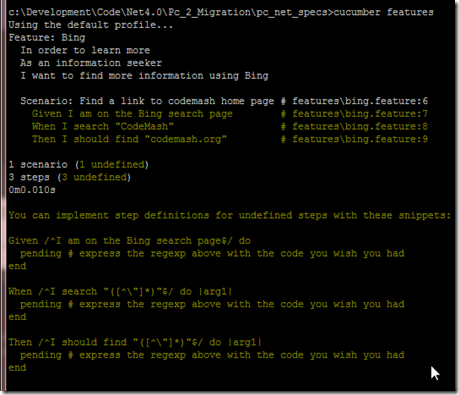 c:\Development\Code\Net4.0\Pc_2_Migration\pc_net_specs>cucumber features
Using the default profile...
Feature: Bing
In order to learn more
As an information seeker
I want to find more information using Bing
Scenario: Find a link to codemash home page # features\bing.feature:6
Given I am on the Bing search page # features\bing.feature:7
When I search "CodeMash" # features\bing.feature:8
Then I should find "codemash.org" # features\bing.feature:9
1 scenario (1 undefined)
3 steps (3 undefined)
0m0.010s
You can implement step definitions for undefined steps with these snippets:
Given /^I am on the Bing search page$/ do
pending # express the regexp above with the code you wish you had
end
When /^I search "([^\"]*)"$/ do |arg1|
pending # express the regexp above with the code you wish you had
end
Then /^I should find "([^\"]*)"$/ do |arg1|
pending # express the regexp above with the code you wish you had
end